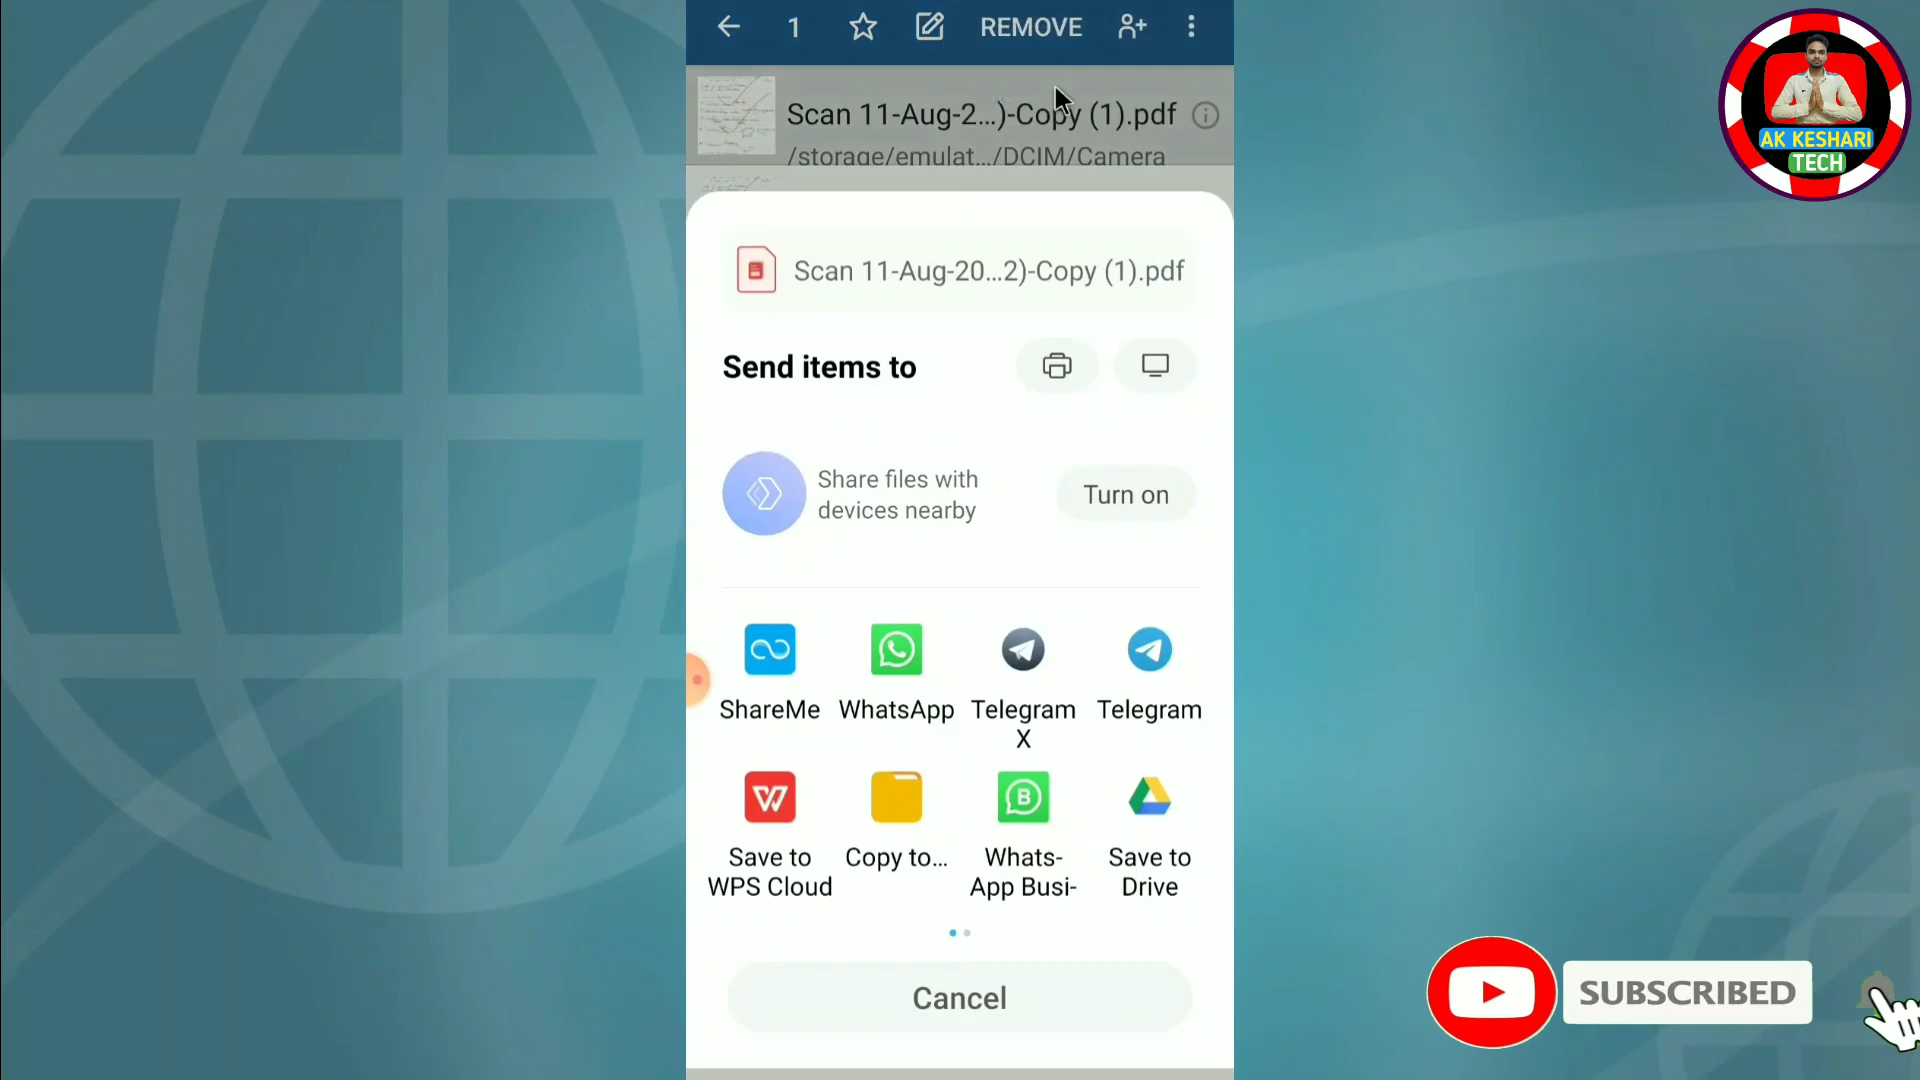 1 REMOVE
Scan 11-Aug-2...)-Copy (1).pdf
/storage/emulat.../DCIM/Camera
AK KESHARI
TECH
Scan 11-Aug-20...2)-Copy (1).pdf
Send items to
Share files with
devices nearby
Turn on
ShareMe WhatsApp Telegram Telegram
X
Save to Copy to... Whats- Save to
WPS Cloud App Busi- Drive
Cancel
SUBSCRIBED